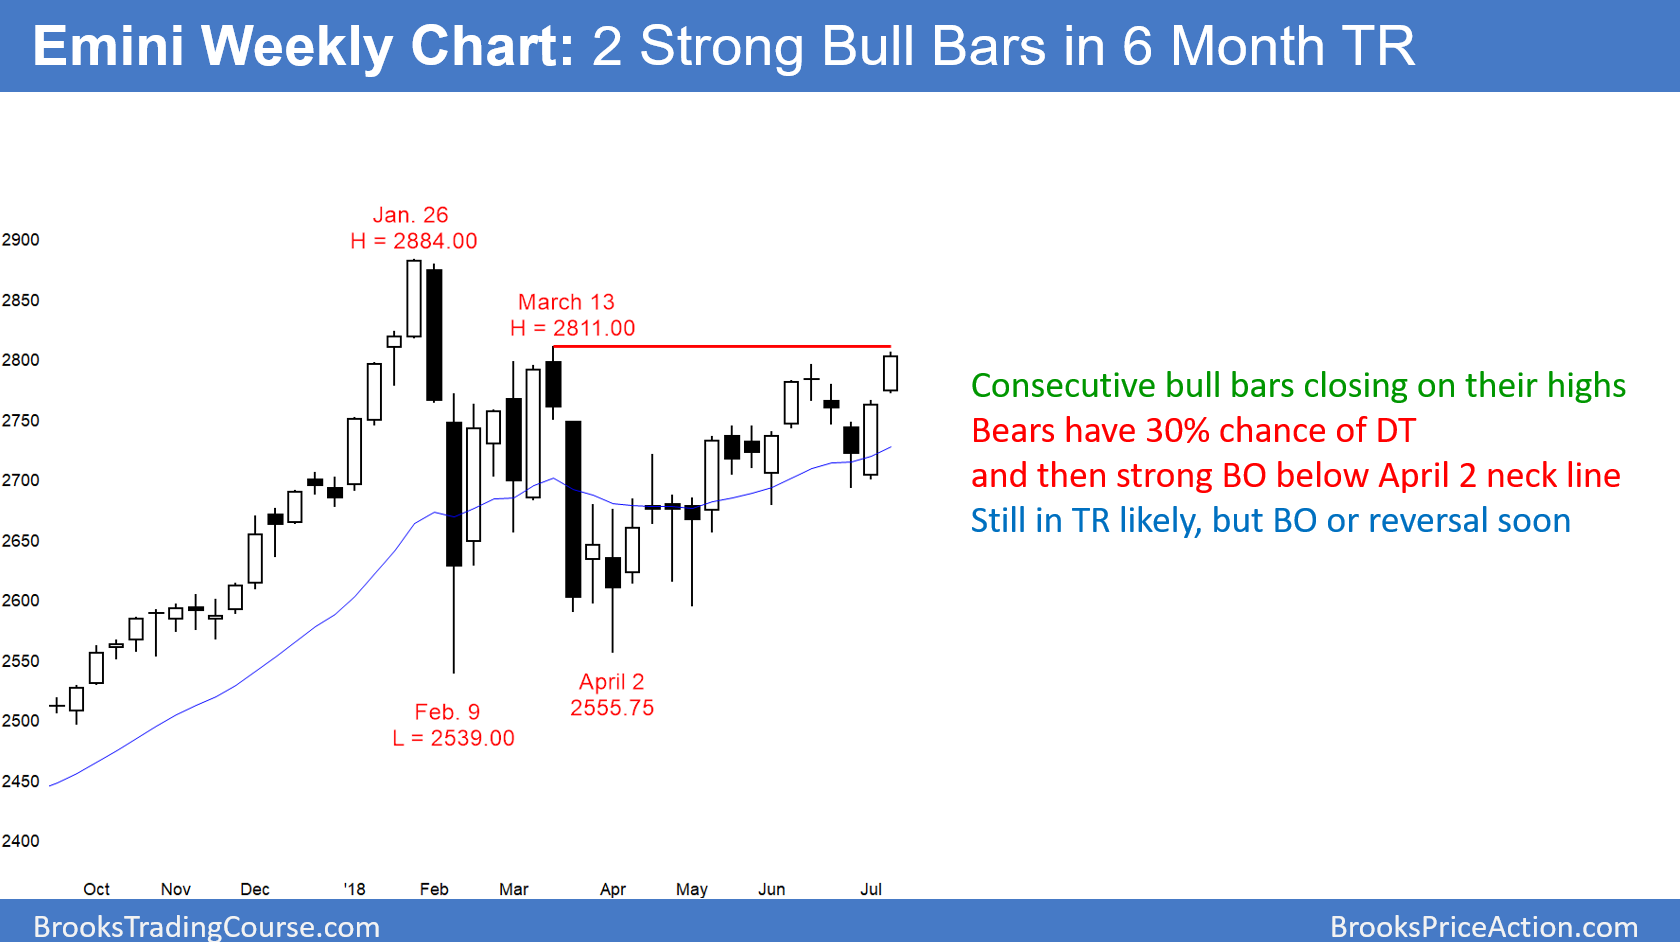 Emini Weekly Chart: 2 Strong Bull Bars in 6 Month TR
Jan. 26
H = 2884.00
March 13
H = 2811.00
2900
2850
2800
2750
2700
2650
2600
2550
2500
2450
2400
Consecutive bull bars closing on their highs
Bears have 30% chance of DT
and then strong BO below April 2 neck line
Still in TR likely, but BO or reversal soon
April 2
2555.75
Feb. 9
L = 2539.00
Oct Nov Dec '18 Feb Mar Apr May Jun Jul
BrooksTradingCourse.com
BrooksPriceAction.com